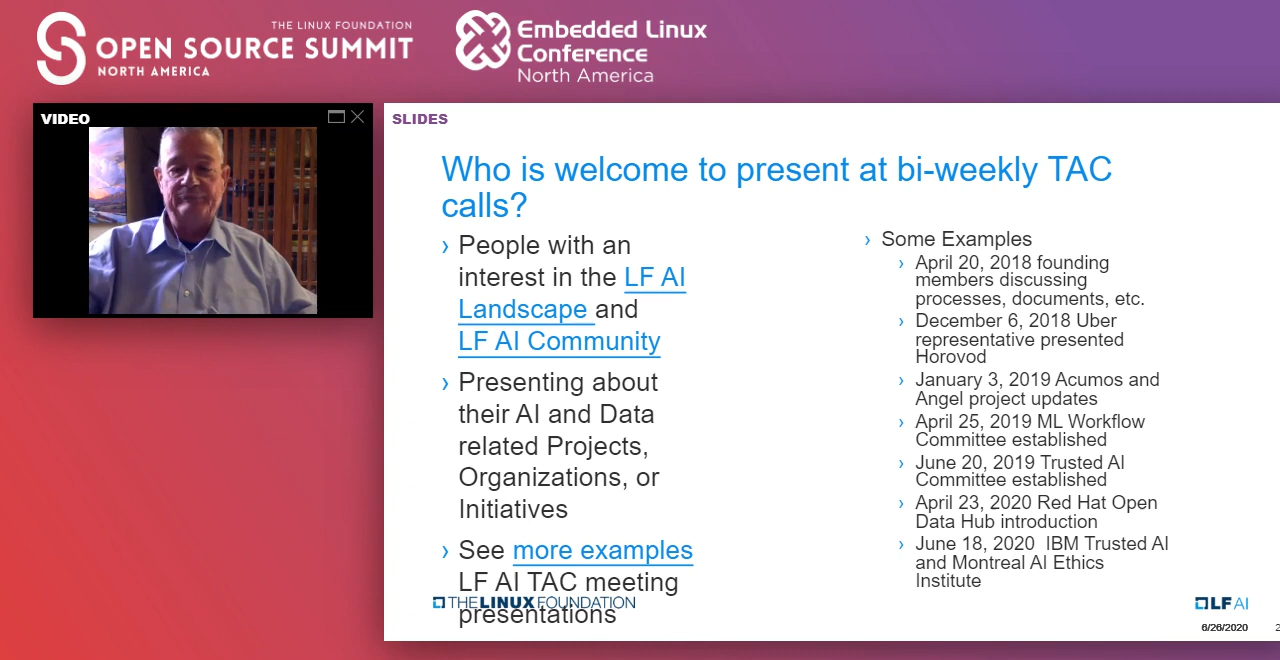 THE LINUX FOUNDATION
OPEN SOURCE SUMMIT
NORTH AMERICA
Embedded Linux
Conference
North America
VIDEO
SLIDES
Who is welcome to present at bi-weekly TAC
calls?
› People with an
interest in the LF AI
Landscape and
LF AI Community
› Presenting about
their AI and Data
related Projects,
Organizations, or
Initiatives
› See more examples
LF AI TAC meeting
presentations
› Some Examples
› April 20, 2018 founding
members discussing
processes, documents, etc.
› December 6, 2018 Uber
representative presented
Horovod
› January 3, 2019 Acumos and
Angel project updates
› April 25, 2019 ML Workflow
Committee established
› June 20, 2019 Trusted AI
Committee established
› April 23, 2020 Red Hat Open
Data Hub introduction
› June 18, 2020  IBM Trusted AI
and Montreal AI Ethics
Institute
THE LINUX FOUNDATION
LF AI
6/26/2020